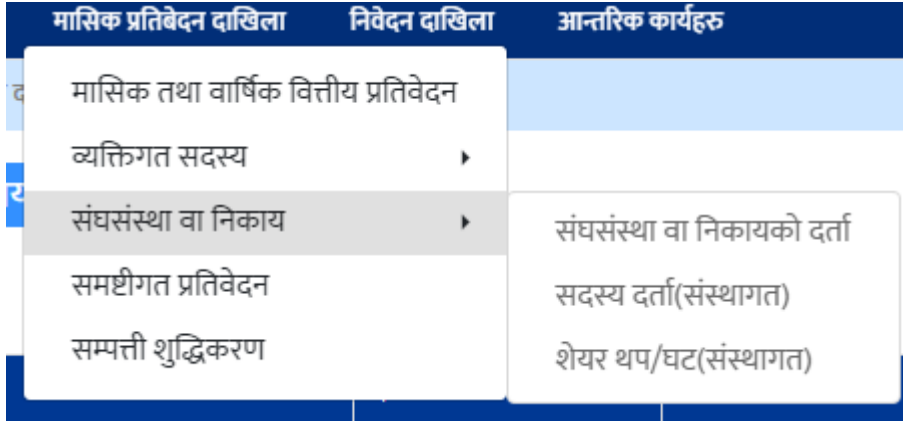 मासिक प्रतिबेदन दाखिला निवेदन दाखिला आन्तरिक कार्यहरु
मासिक तथा वार्षिक वित्तीय प्रतिवेदन
व्यक्तिगत सदस्य
संघसंस्था वा निकाय
समष्टीगत प्रतिवेदन
सम्पत्ती शुद्धिकरण
संघसंस्था वा निकायको दर्ता
सदस्य दर्ता(संस्थागत)
शेयर थप/घट(संस्थागत)